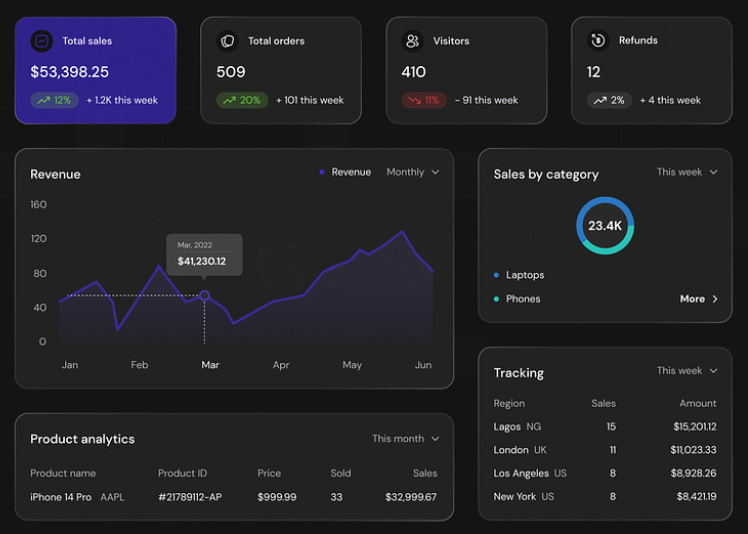 Total sales
$53,398.25
12% + 1.2K this week
Total orders
509
20% + 101 this week
Visitors
410
11% - 91 this week
Refunds
12
2% + 4 this week
Revenue
Revenue Monthly
160
120
80
40
0
Mar, 2022
$41,230.12
Jan Feb Mar Apr May Jun
Sales by category This week
23.4K
Laptops
Phones
More
Product analytics This month
Product name Product ID Price Sold Sales
iPhone 14 Pro AAPL #21789112-AP $999.99 33 $32,999.67
Tracking This week
Region Sales Amount
Lagos NG 15 $15,201.12
London UK 11 $11,023.33
Los Angeles US 8 $8,928.26
New York US 8 $8,421.19